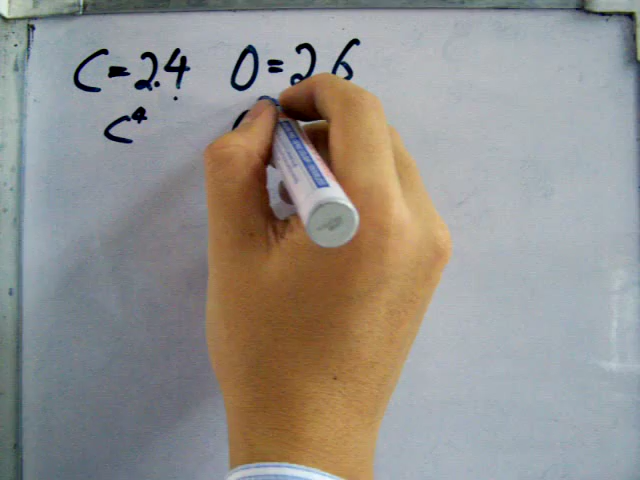 C = 2.4 O = 2.6
C⁴